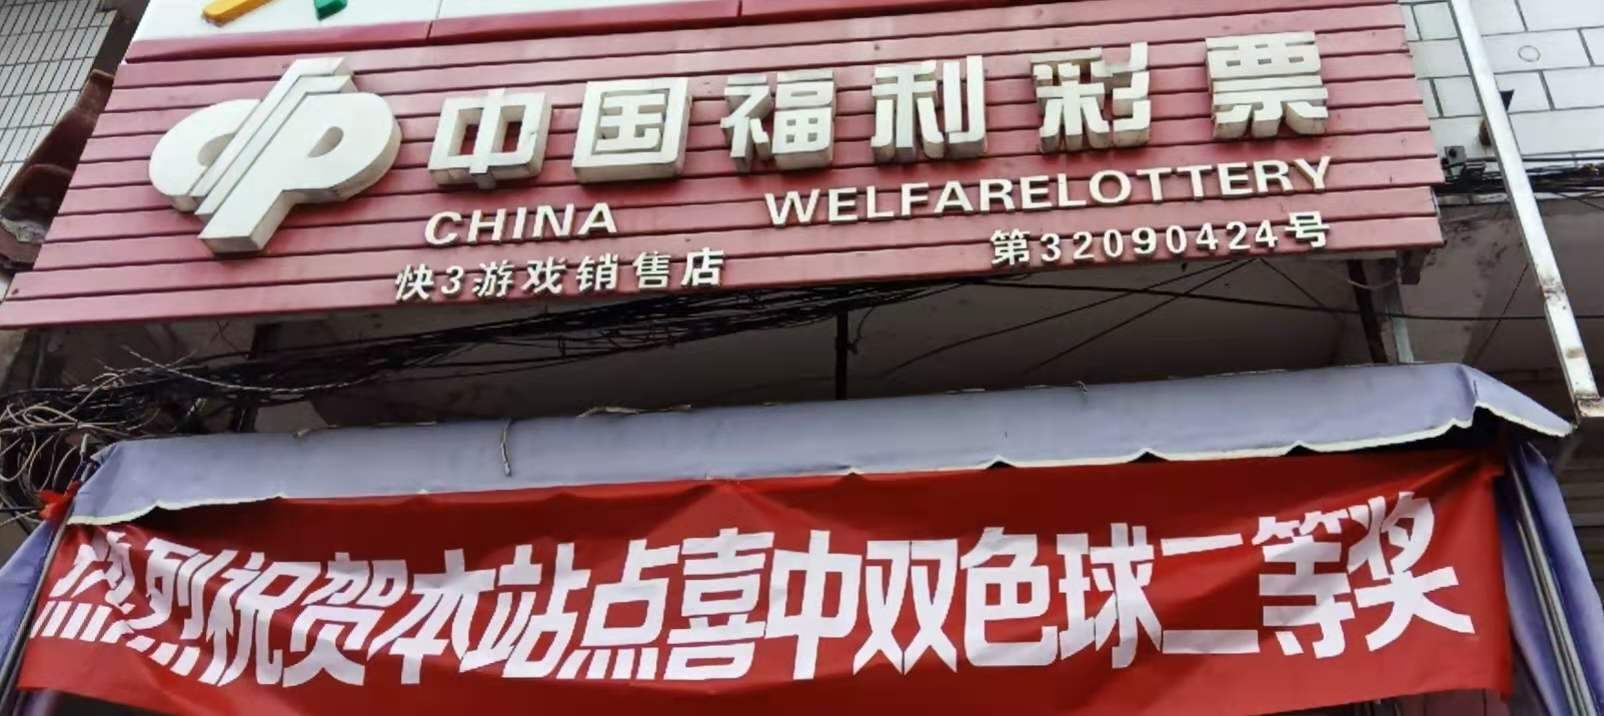 中国福利彩票
CHINA WELFARELOTTERY
快3游戏销售店 第32090424号
热烈祝贺本站点喜中双色球二等奖